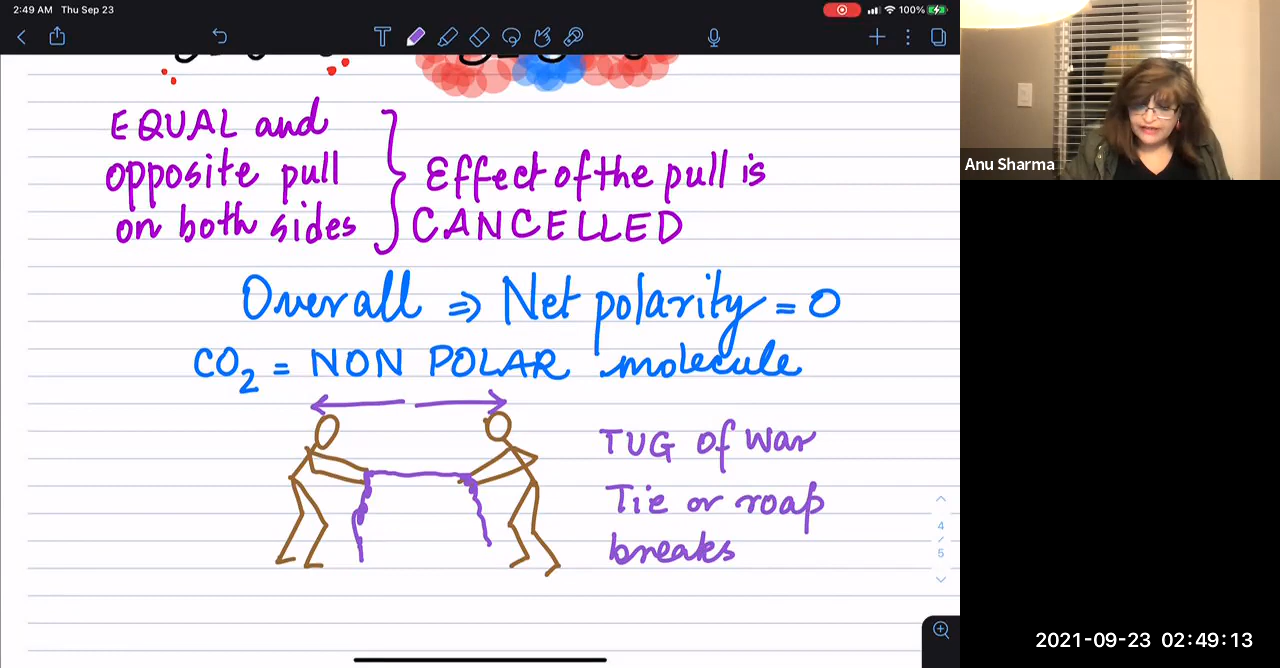 2:49 AM Thu Sep 23
100%
T
EQUAL and
opposite pull
on both sides
Effect of the pull is
CANCELLED
Overall ⇒ Net polarity = 0
CO₂ = NON POLAR molecule
TUG of War
Tie or roap
breaks
4
/
5
Anu Sharma
2021-09-23 02:49:13